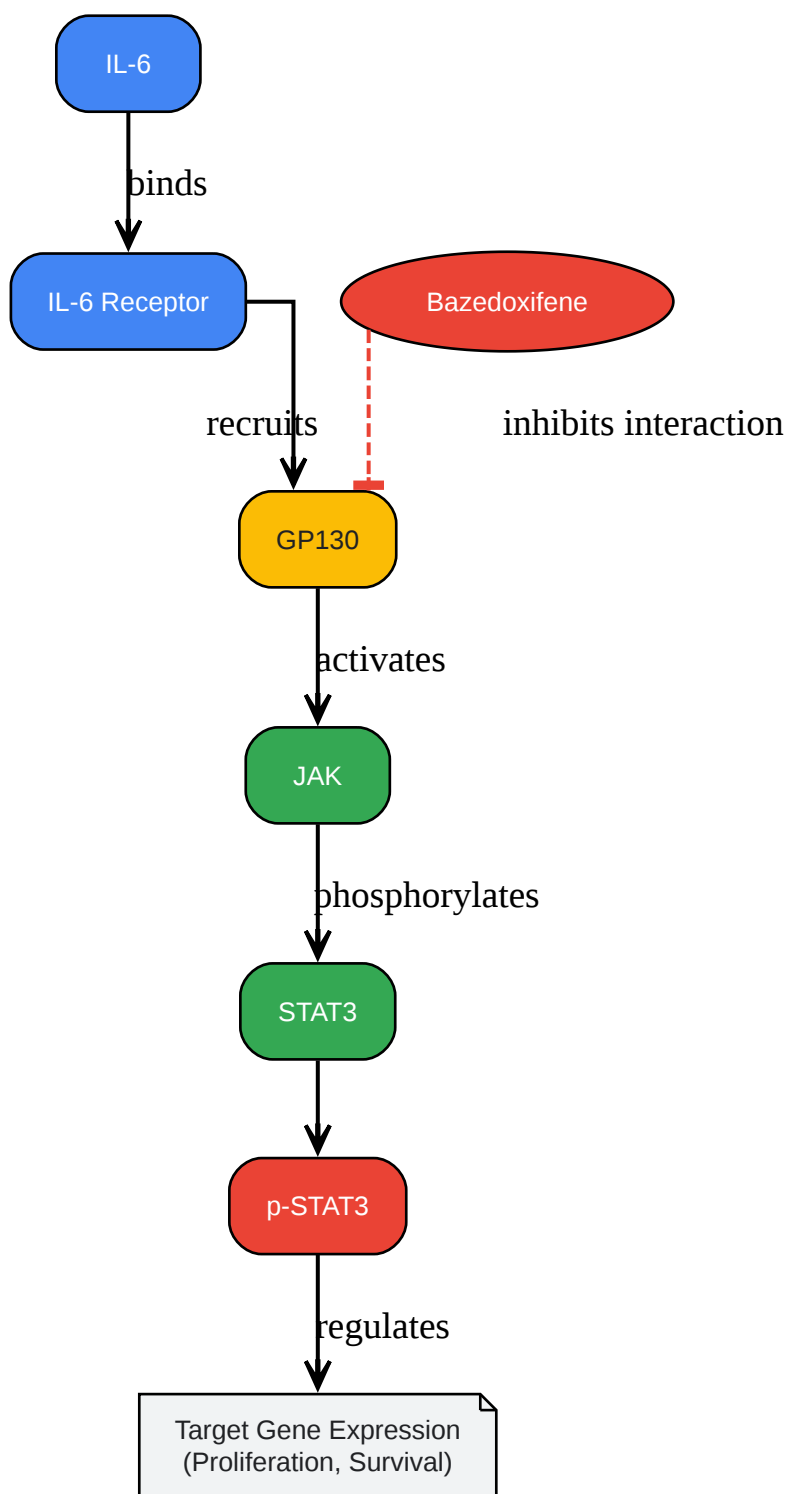 IL-6
binds
IL-6 Receptor
Bazedoxifene
recruits
inhibits interaction
GP130
activates
JAK
phosphorylates
STAT3
p-STAT3
regulates
Target Gene Expression
(Proliferation, Survival)